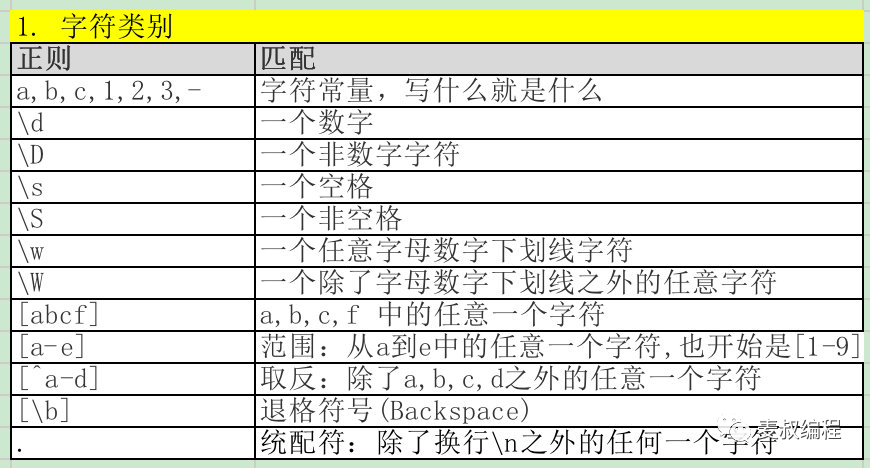 1. 字符类别
正则 匹配
a,b,c,1,2,3,- 字符常量，写什么就是什么
\d 一个数字
\D 一个非数字字符
\s 一个空格
\S 一个非空格
\w 一个任意字母数字下划线字符
\W 一个除了字母数字下划线之外的任意字符
[abcf] a,b,c,f 中的任意一个字符
[a-e] 范围：从a到e中的任意一个字符,也开始是[1-9]
[^a-d] 取反：除了a,b,c,d之外的任意一个字符
[\b] 退格符号(Backspace)
. 统配符：除了换行\n之外的任何一个字符
麦叔编程